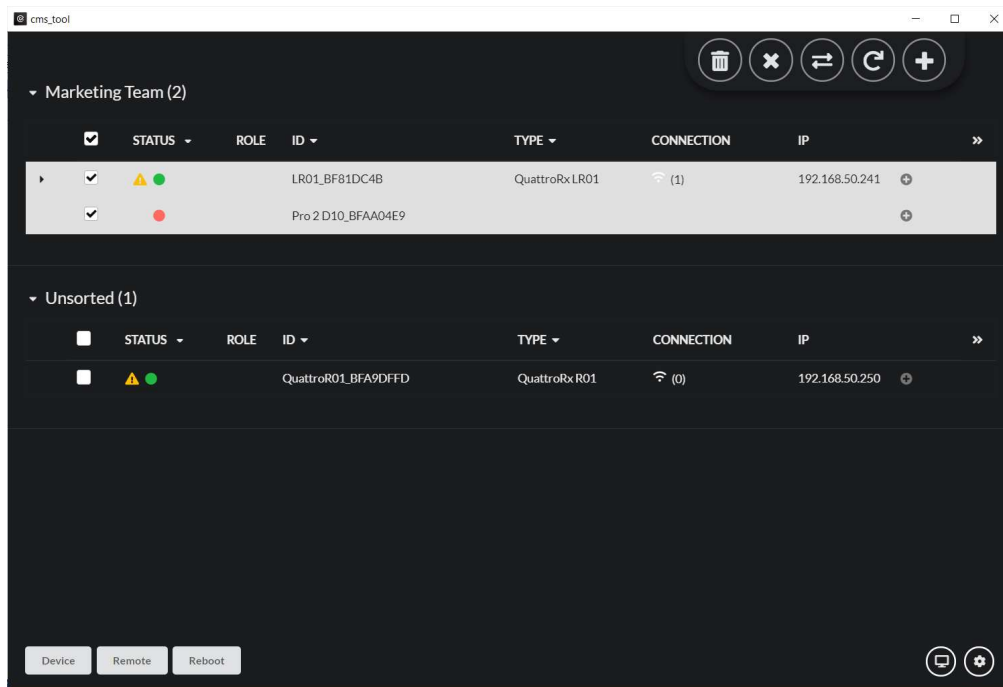 cms_tool
Marketing Team (2)
STATUS ROLE ID TYPE CONNECTION IP
LR01_BF81DC4B QuattroRx LR01 (1) 192.168.50.241
Pro 2 D10_BFAA04E9
Unsorted (1)
STATUS ROLE ID TYPE CONNECTION IP
QuattroR01_BFA9DFFD QuattroRx R01 (0) 192.168.50.250
Device Remote Reboot